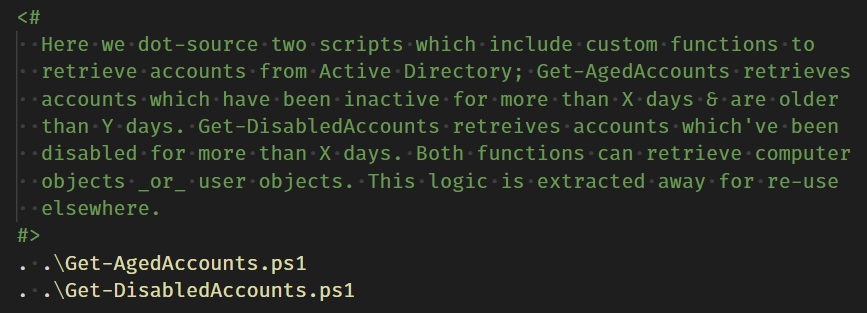 <#
  Here we dot-source two scripts which include custom functions to
  retrieve accounts from Active Directory; Get-AgedAccounts retrieves
  accounts which have been inactive for more than X days & are older
  than Y days. Get-DisabledAccounts retreives accounts which've been
  disabled for more than X days. Both functions can retrieve computer
  objects _or_ user objects. This logic is extracted away for re-use
  elsewhere.
#>
. .\Get-AgedAccounts.ps1
. .\Get-DisabledAccounts.ps1